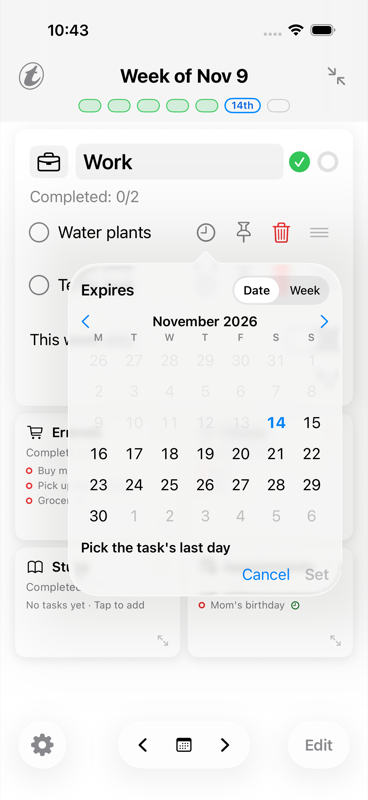 10:43
Week of Nov 9
14th
Work
Completed: 0/2
Water plants
Expires
Date Week
November 2026
M T W T F S S
26 27 28 29 30 31 1
2 3 4 5 6 7 8
9 10 11 12 13 14 15
16 17 18 19 20 21 22
23 24 25 26 27 28 29
30 1 2 3 4 5 6
Pick the task's last day
Cancel Set
This
Buy
Pick
No tasks yet · Tap to add
Mom's birthday
Edit